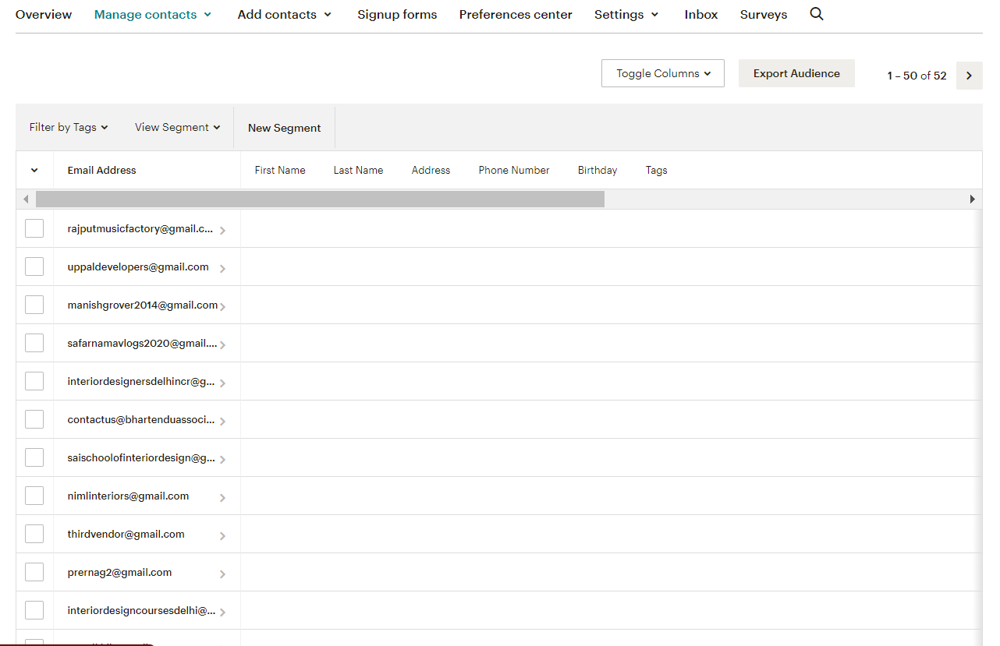 Overview Manage contacts Add contacts Signup forms Preferences center Settings Inbox Surveys
Toggle Columns Export Audience 1 – 50 of 52
Filter by Tags View Segment New Segment
Email Address First Name Last Name Address Phone Number Birthday Tags
rajputmusicfactory@gmail.c...
uppaldevelopers@gmail.com
manishgrover2014@gmail.com
safarnamavlogs2020@gmail....
interiordesignersdelhincr@g...
contactus@bhartenduassoci...
saischoolofinteriordesign@g...
nimlinteriors@gmail.com
thirdvendor@gmail.com
prernag2@gmail.com
interiordesigncoursesdelhi@...